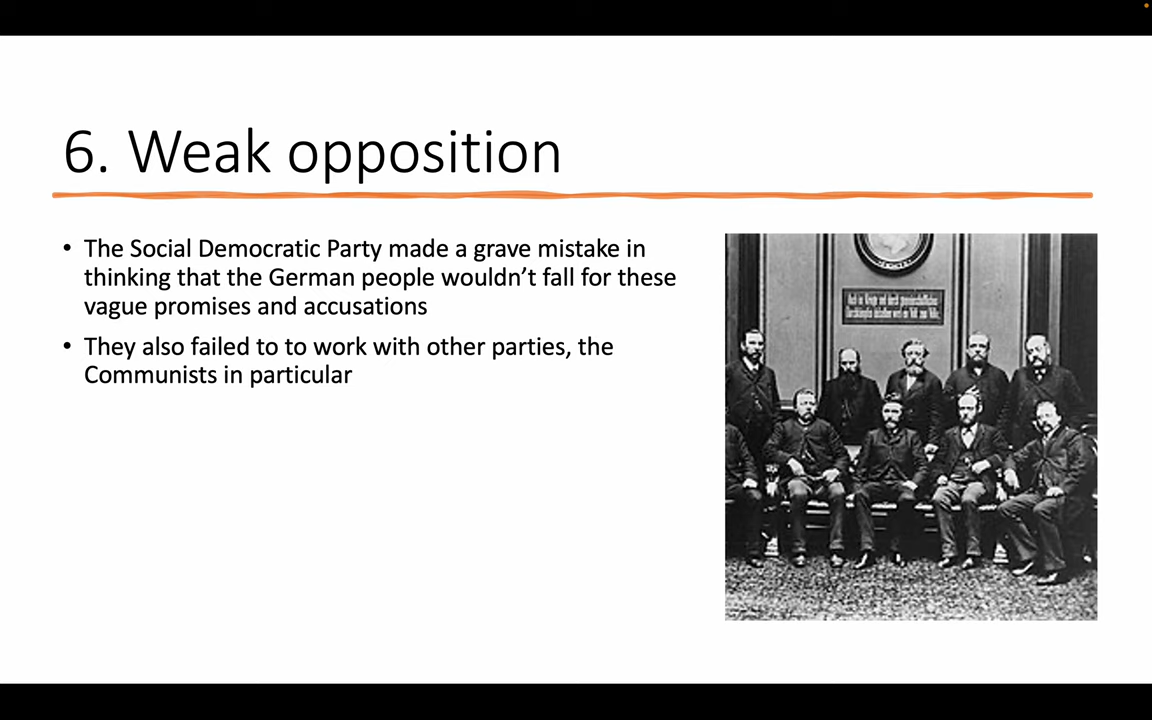 6. Weak opposition
• The Social Democratic Party made a grave mistake in
thinking that the German people wouldn’t fall for these
vague promises and accusations
• They also failed to to work with other parties, the
Communists in particular